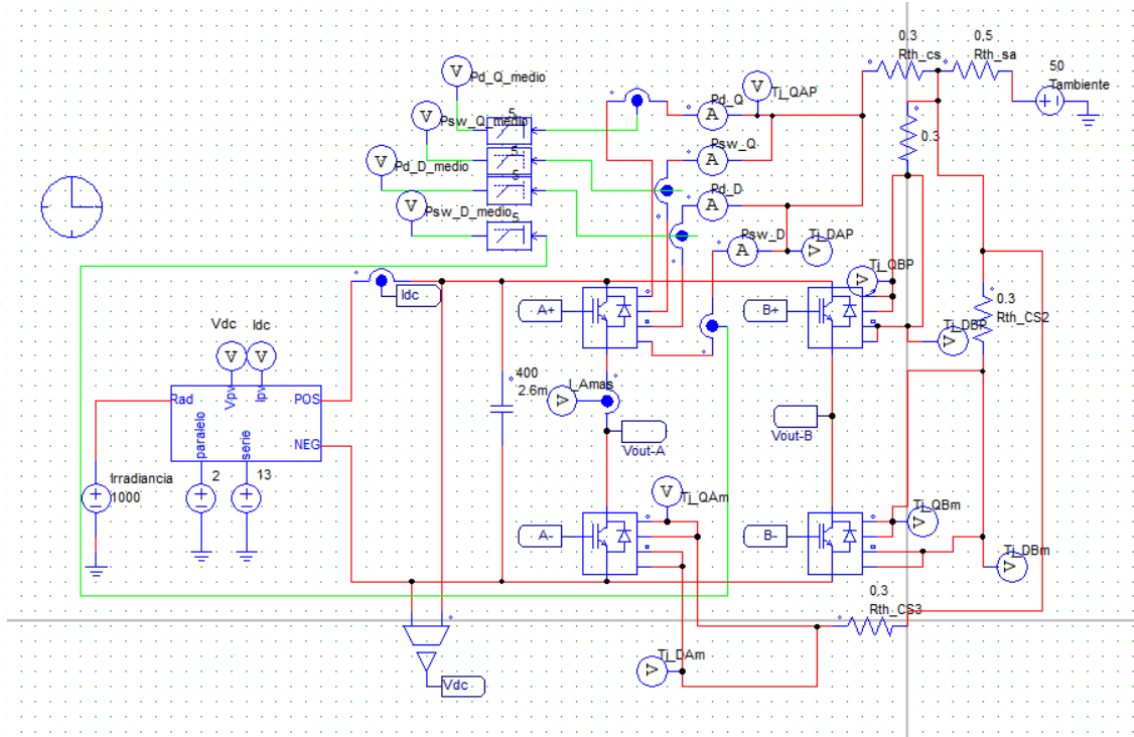 0.3
Rth_cs
0,5
Rth_sa
50
Tambiente
V
Pd_Q_medio
V
Tj_QAP
Pd_Q
A
5
V
Psw_Q_medio
0.3
Psw_Q
A
5
V
Pd_D_medio
5
Pd_D
A
V
Psw_D_medio
5
Psw_D
A
Tj_DAP
V
Tj_QBP
V
Idc
A+
B+
0.3
Rth_CS2
Tj_DBP
V
Vdc
Idc
V
V
400
2.6m
I_Amas
V
Rad
Vpv
Ipv
POS
Vout-A
Vout-B
NEG
paralelo
serie
Irradiancia
1000
2
13
V
Tj_QAm
Tj_QBm
V
A-
B-
Tj_DBm
V
0,3
Rth_CS3
Tj_DAm
V
Vdc